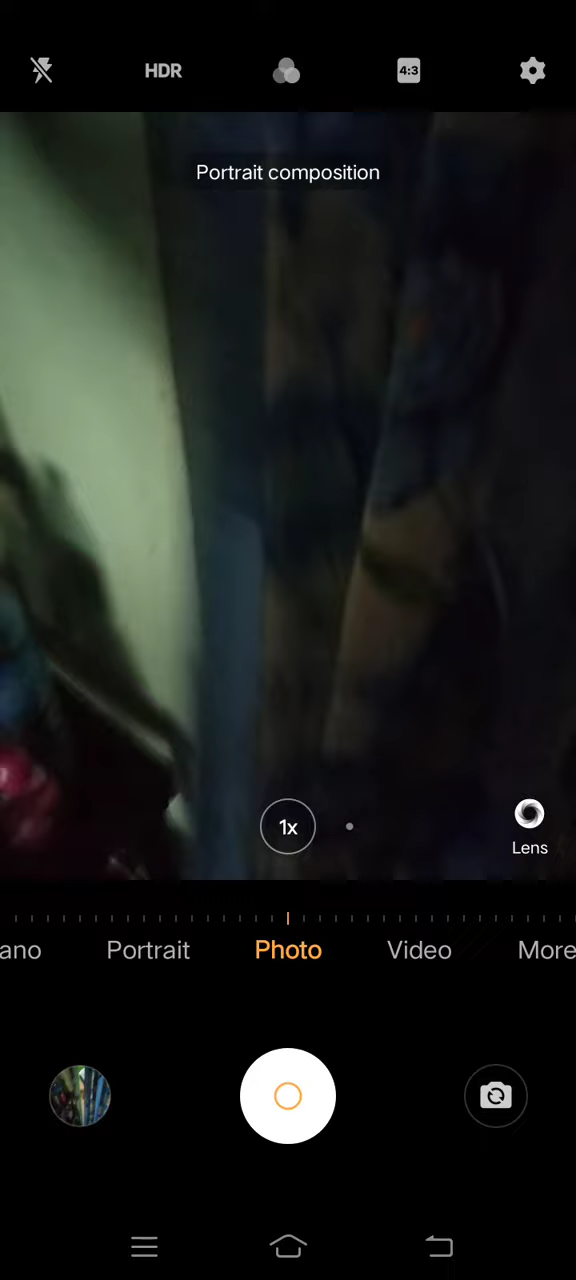 HDR
4:3
Portrait composition
1x
Lens
ano Portrait Photo Video More